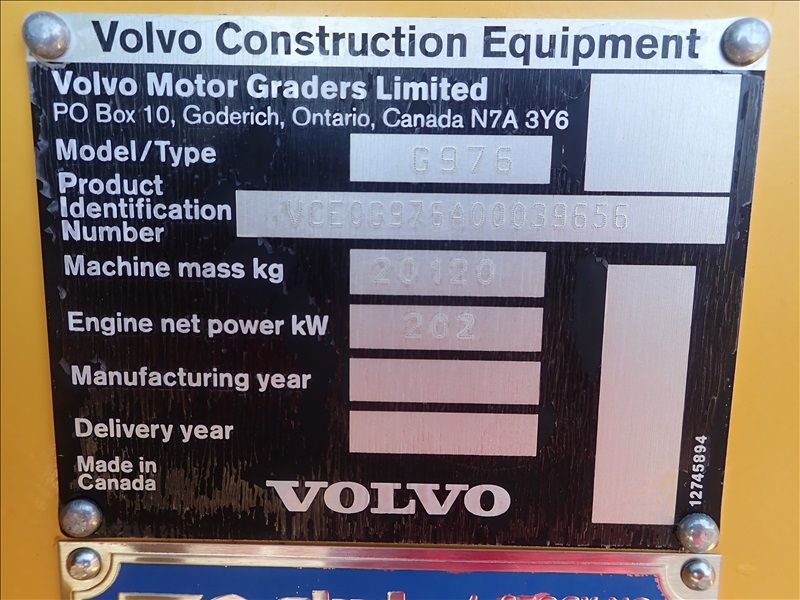 Volvo Construction Equipment
Volvo Motor Graders Limited
PO Box 10, Goderich, Ontario, Canada N7A 3Y6
Model/Type G976
Product
Identification
Number
VCE0G976A00039656
Machine mass kg 20120
Engine net power kW 202
Manufacturing year
Delivery year
Made in
Canada
VOLVO
12745894